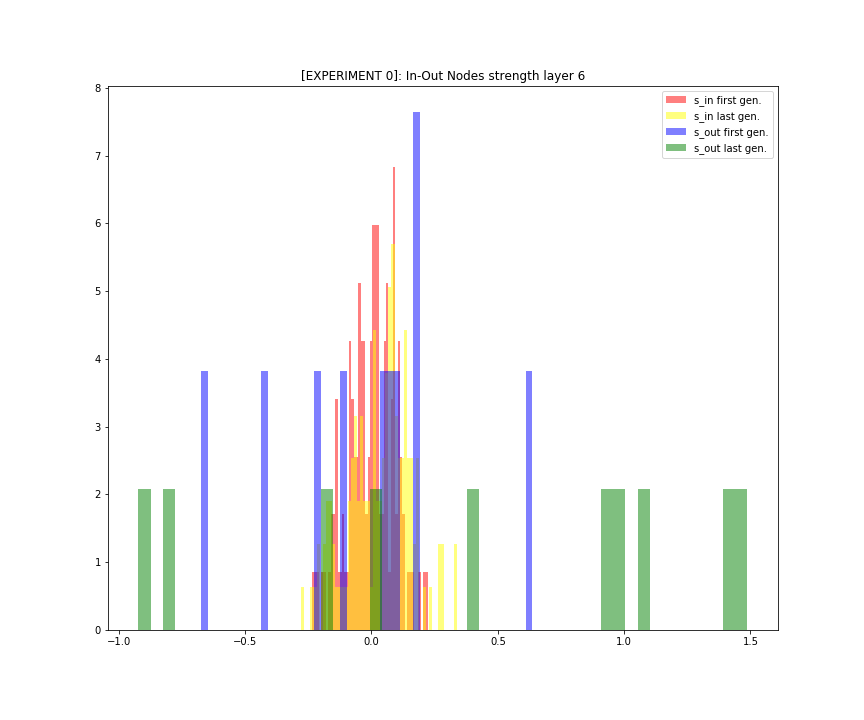 [EXPERIMENT 0]: In-Out Nodes strength layer 6
8
7
6
5
4
3
2
1
0
s_in first gen.
s_in last gen.
s_out first gen.
s_out last gen.
−1.0 −0.5 0.0 0.5 1.0 1.5